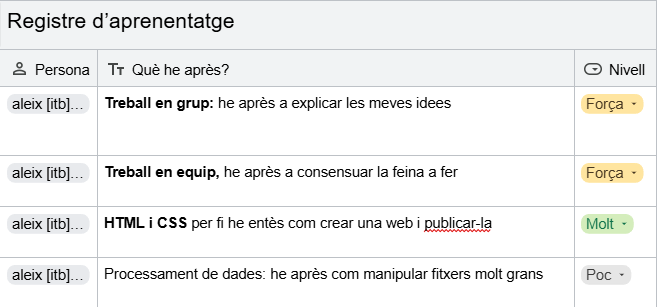 Registre d’aprenentatge
Persona Què he après? Nivell
aleix [itb]... Treball en grup: he après a explicar les meves idees Força
aleix [itb]... Treball en equip, he après a consensuar la feina a fer Força
aleix [itb]... HTML i CSS per fi he entès com crear una web i publicar-la Molt
aleix [itb]... Processament de dades: he après com manipular fitxers molt grans Poc